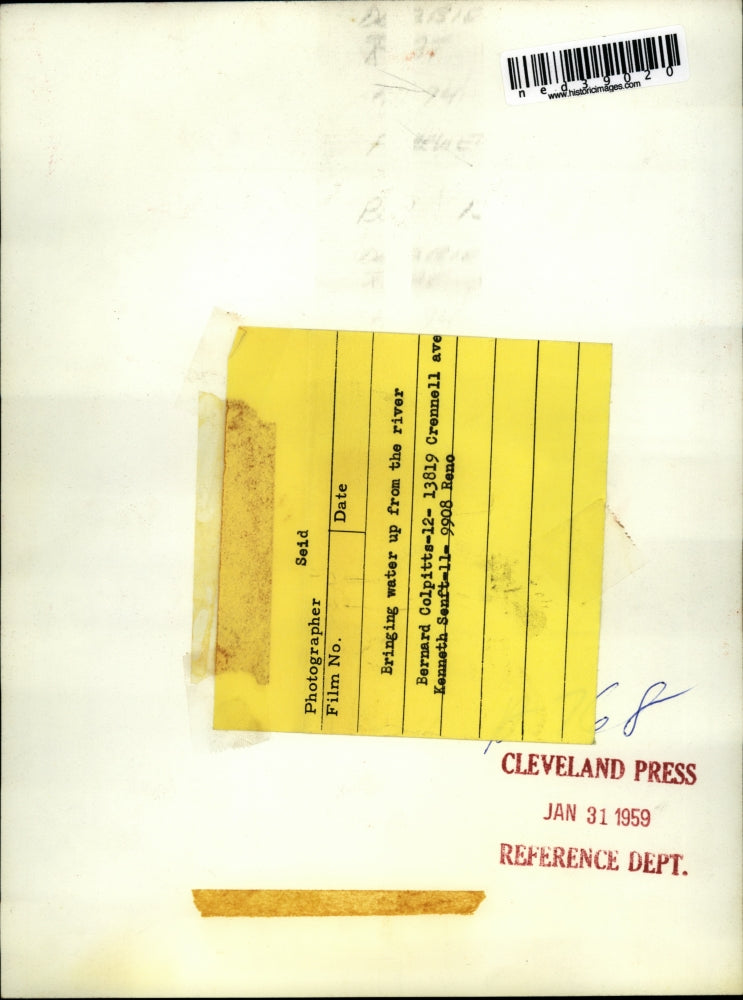 ned39020
www.historicimages.com
Photographer Seid
Film No. Date
Bringing water up from the river
Bernard Colpitts-12- 13819 Crennell ave
Kenneth Senft-11- 9908 Reno
68
CLEVELAND PRESS
JAN 31 1959
REFERENCE DEPT.